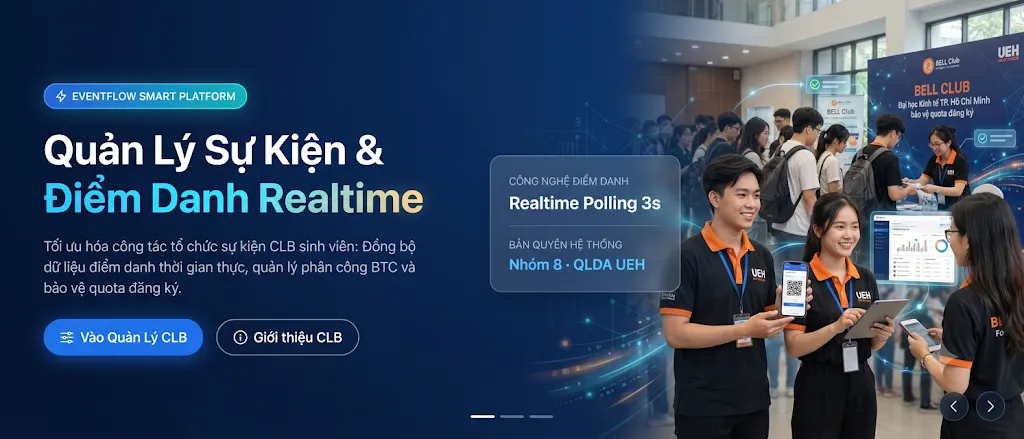 EVENTFLOW SMART PLATFORM
Quản Lý Sự Kiện &
Điểm Danh Realtime
Tối ưu hóa công tác tổ chức sự kiện CLB sinh viên: Đồng bộ
dữ liệu điểm danh thời gian thực, quản lý phân công BTC và
bảo vệ quota đăng ký.
Vào Quản Lý CLB
Giới thiệu CLB
CÔNG NGHỆ ĐIỂM DANH
Realtime Polling 3s
BẢN QUYỀN HỆ THỐNG
Nhóm 8 · QLDA UEH
BELL Club
UEH
BELL CLUB
Đại học Kinh tế TP. Hồ Chí Minh
bảo vệ quota đăng ký
BELL Club
UEH